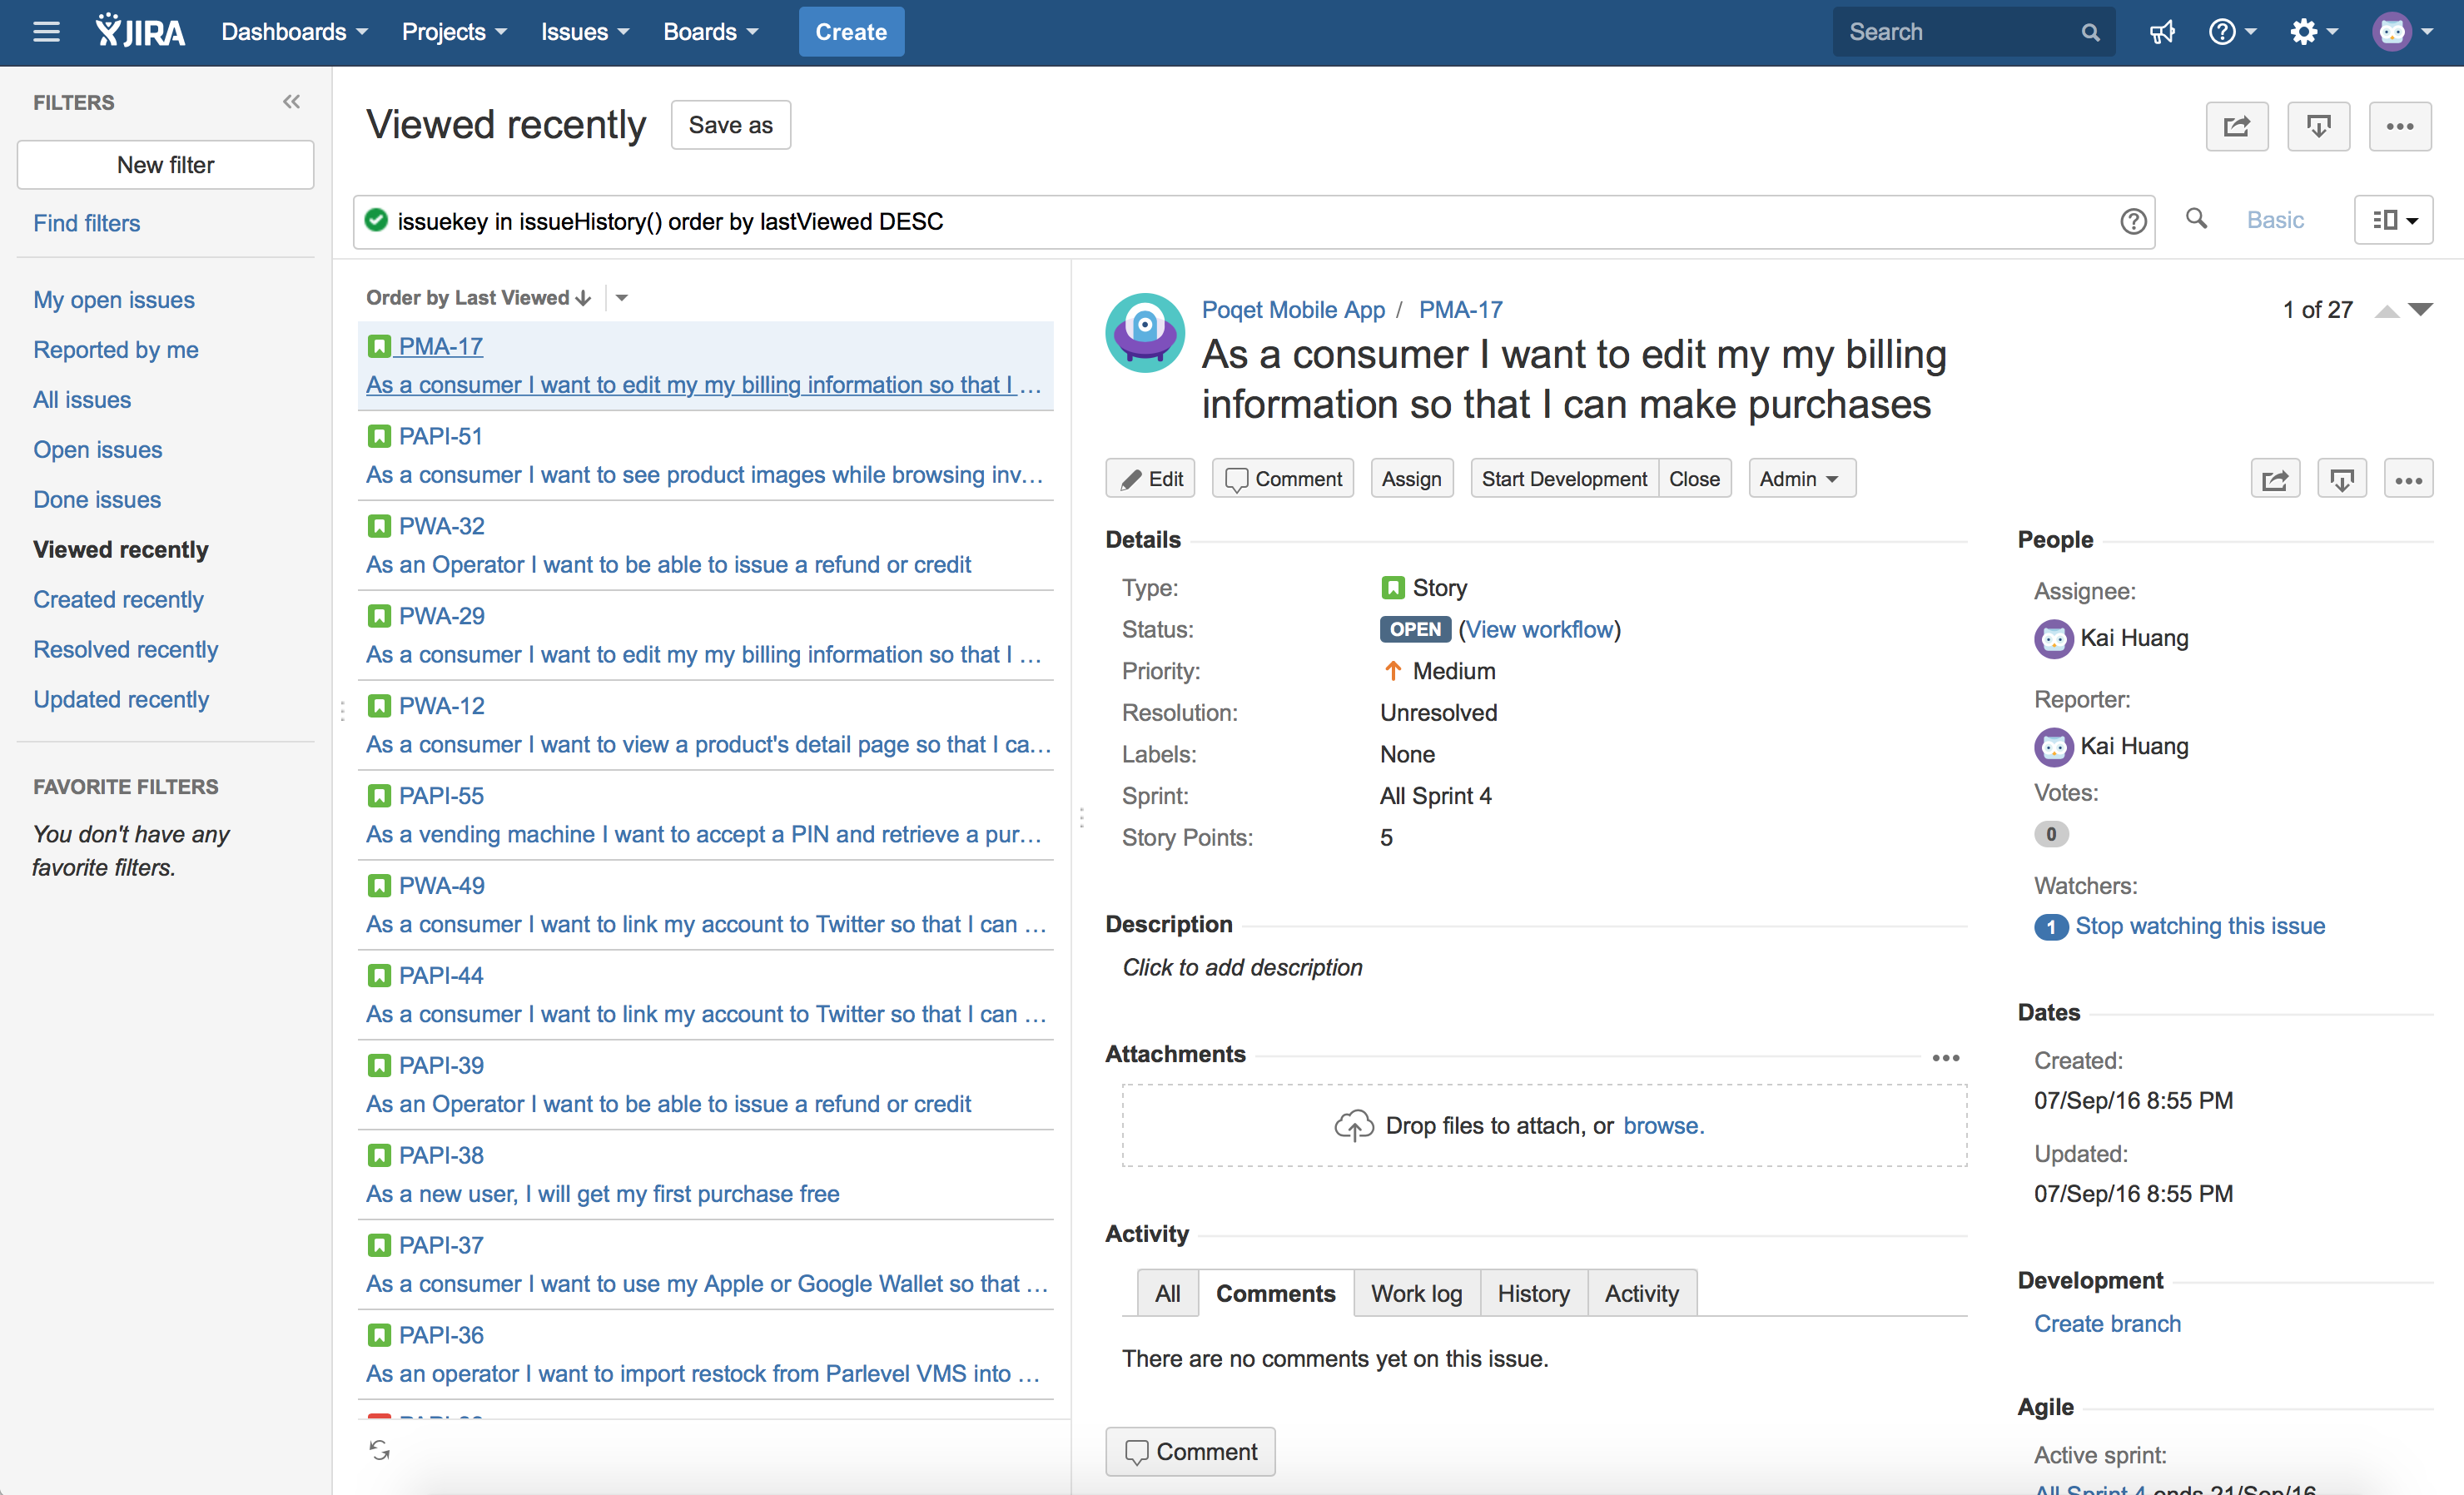 JIRA Dashboards Projects Issues Boards Create Search
FILTERS
New filter
Find filters
My open issues
Reported by me
All issues
Open issues
Done issues
Viewed recently
Created recently
Resolved recently
Updated recently
FAVORITE FILTERS
You don't have any
favorite filters.
Viewed recently Save as
issuekey in issueHistory() order by lastViewed DESC
Basic
Order by Last Viewed
PMA-17
As a consumer I want to edit my my billing information so that I ...
PAPI-51
As a consumer I want to see product images while browsing inv...
PWA-32
As an Operator I want to be able to issue a refund or credit
PWA-29
As a consumer I want to edit my my billing information so that I ...
PWA-12
As a consumer I want to view a product's detail page so that I ca...
PAPI-55
As a vending machine I want to accept a PIN and retrieve a pur...
PWA-49
As a consumer I want to link my account to Twitter so that I can ...
PAPI-44
As a consumer I want to link my account to Twitter so that I can ...
PAPI-39
As an Operator I want to be able to issue a refund or credit
PAPI-38
As a new user, I will get my first purchase free
PAPI-37
As a consumer I want to use my Apple or Google Wallet so that ...
PAPI-36
As an operator I want to import restock from Parlevel VMS into ...
Poqet Mobile App / PMA-17
1 of 27
As a consumer I want to edit my my billing
information so that I can make purchases
Edit Comment Assign Start Development Close Admin
Details
Type: Story
Status: OPEN (View workflow)
Priority: Medium
Resolution: Unresolved
Labels: None
Sprint: All Sprint 4
Story Points: 5
Description
Click to add description
Attachments
Drop files to attach, or browse.
Activity
All Comments Work log History Activity
There are no comments yet on this issue.
Comment
People
Assignee:
Kai Huang
Reporter:
Kai Huang
Votes:
0
Watchers:
1 Stop watching this issue
Dates
Created:
07/Sep/16 8:55 PM
Updated:
07/Sep/16 8:55 PM
Development
Create branch
Agile
Active sprint:
All Sprint 4 ends 21/Sep/16